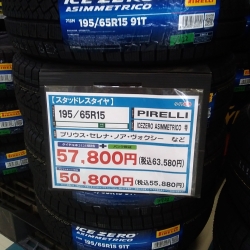 ICE ZERO
ASIMMETRICO
195/65R15 91T
PIRELLI
【スタッドレスタイヤ】
195/65R15
PIRELLI
ICEZERO ASIMMETRICO 等
プリウス・セレナ・ノア・ヴォクシー など
57,800円(税込63,580円)
50,800円(税込55,880円)
ICE ZERO
ASIMMETRICO
195/65R15 91T